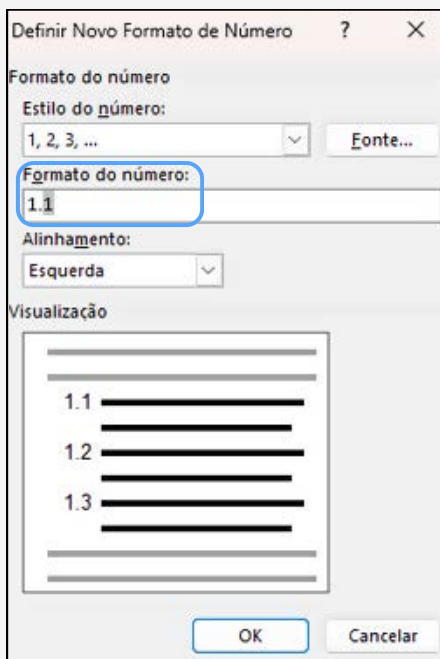 Definir Novo Formato de Número ? ×
Formato do número
Estilo do número:
1, 2, 3, ... Fonte...
Formato do número:
1.1
Alinhamento:
Esquerda
Visualização
1.1
1.2
1.3
OK Cancelar